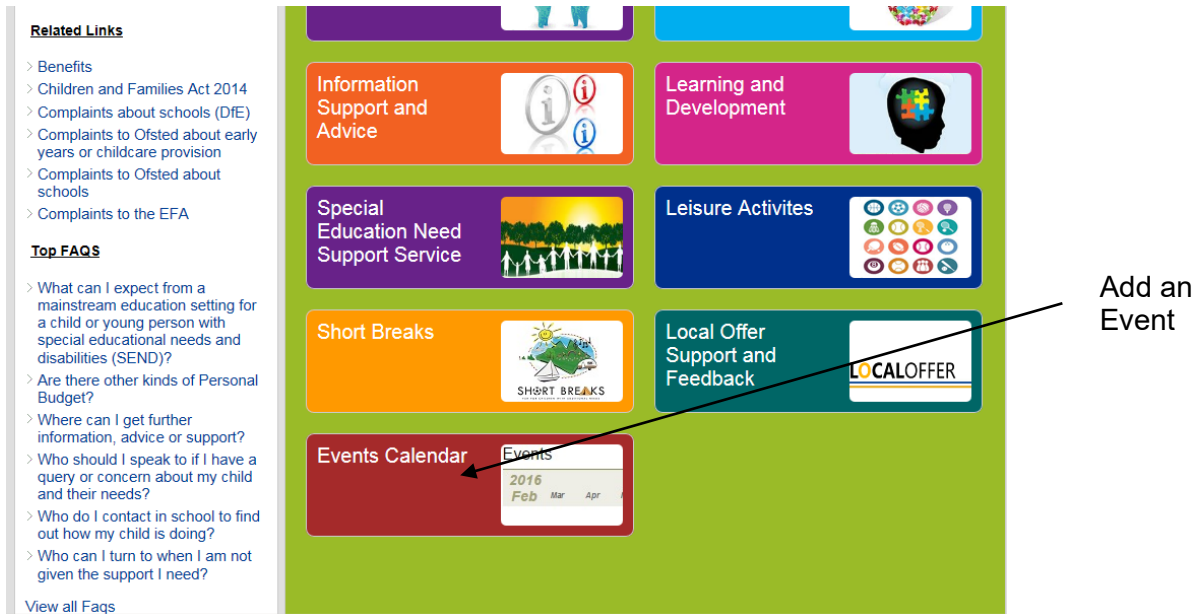 Related Links
> Benefits
> Children and Families Act 2014
> Complaints about schools (DfE)
> Complaints to Ofsted about early
years or childcare provision
> Complaints to Ofsted about
schools
> Complaints to the EFA
Top FAQS
> What can I expect from a
mainstream education setting for
a child or young person with
special educational needs and
disabilities (SEND)?
> Are there other kinds of Personal
Budget?
> Where can I get further
information, advice or support?
> Who should I speak to if I have a
query or concern about my child
and their needs?
> Who do I contact in school to find
out how my child is doing?
> Who can I turn to when I am not
given the support I need?
View all Faqs
Information
Support and
Advice
i
i
i
Learning and
Development
Special
Education Need
Support Service
Leisure Activites
Short Breaks
SHORT BREAKS
Local Offer
Support and
Feedback
LOCALOFFER
Events Calendar
Events
2016
Feb Mar Apr
Add an
Event